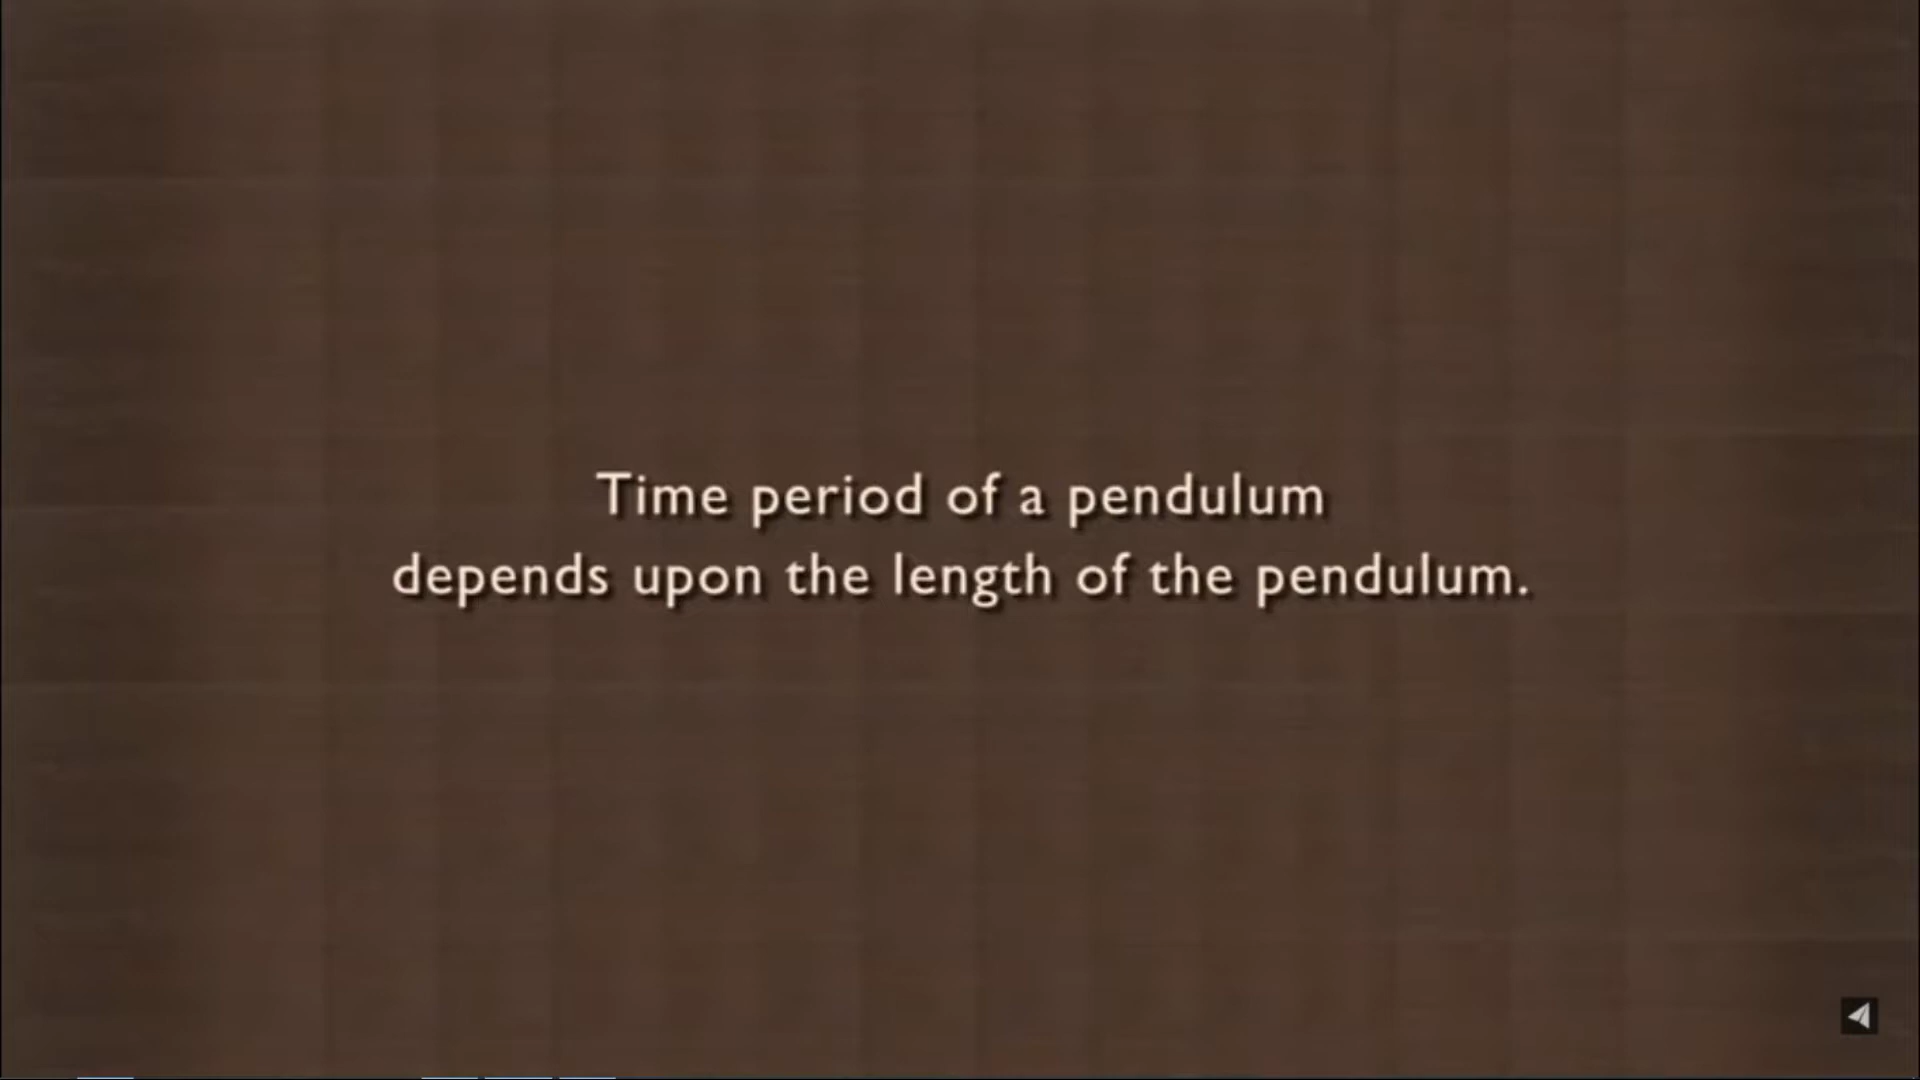 Time period of a pendulum
depends upon the length of the pendulum.